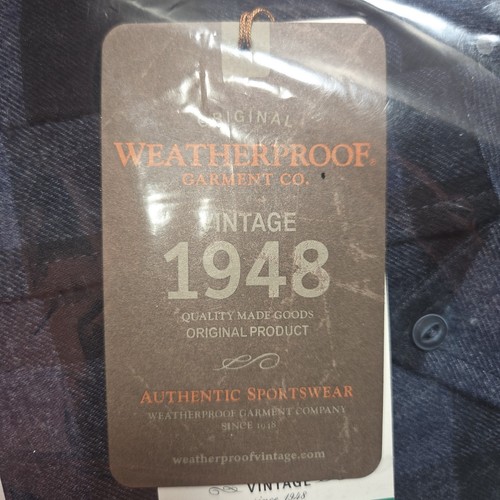 ORIGINAL
WEATHERPROOF®
GARMENT CO.
VINTAGE
1948
QUALITY MADE GOODS
ORIGINAL PRODUCT
AUTHENTIC SPORTSWEAR
WEATHERPROOF GARMENT COMPANY
SINCE 1948
weatherproofvintage.com
VINTAGE
since 1948